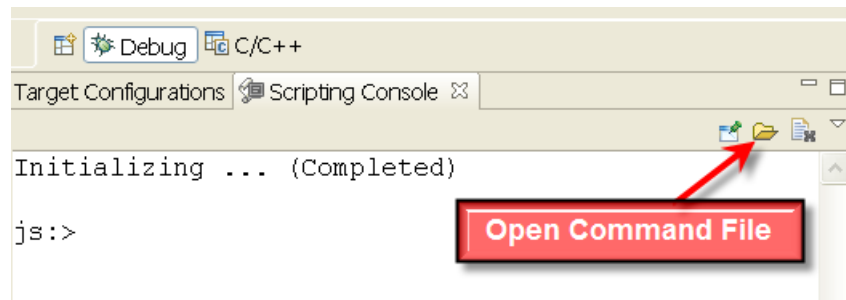 Debug C/C++
Target Configurations Scripting Console
Initializing ... (Completed)
js:>
Open Command File